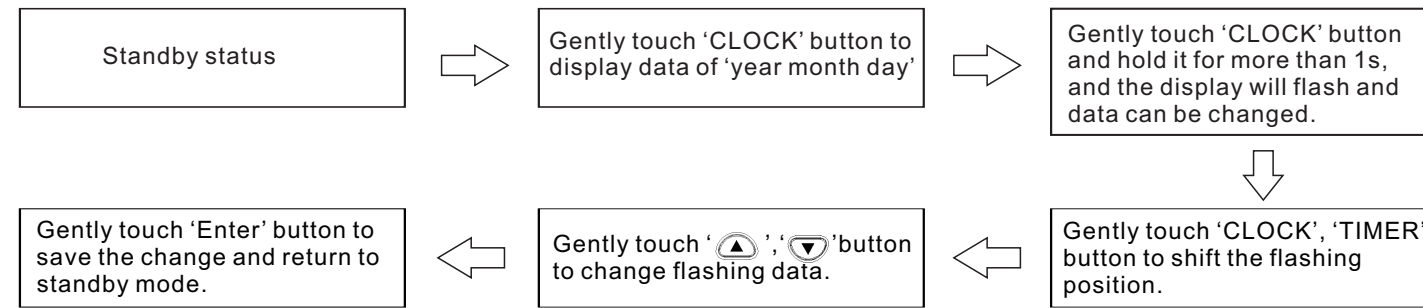 Standby status
Gently touch ‘CLOCK’ button to
display data of ‘year month day’
Gently touch ‘CLOCK’ button
and hold it for more than 1s,
and the display will flash and
data can be changed.
Gently touch ‘CLOCK’, ‘TIMER’
button to shift the flashing
position.
Gently touch ‘▲’,‘▼’button
to change flashing data.
Gently touch ‘Enter’ button to
save the change and return to
standby mode.